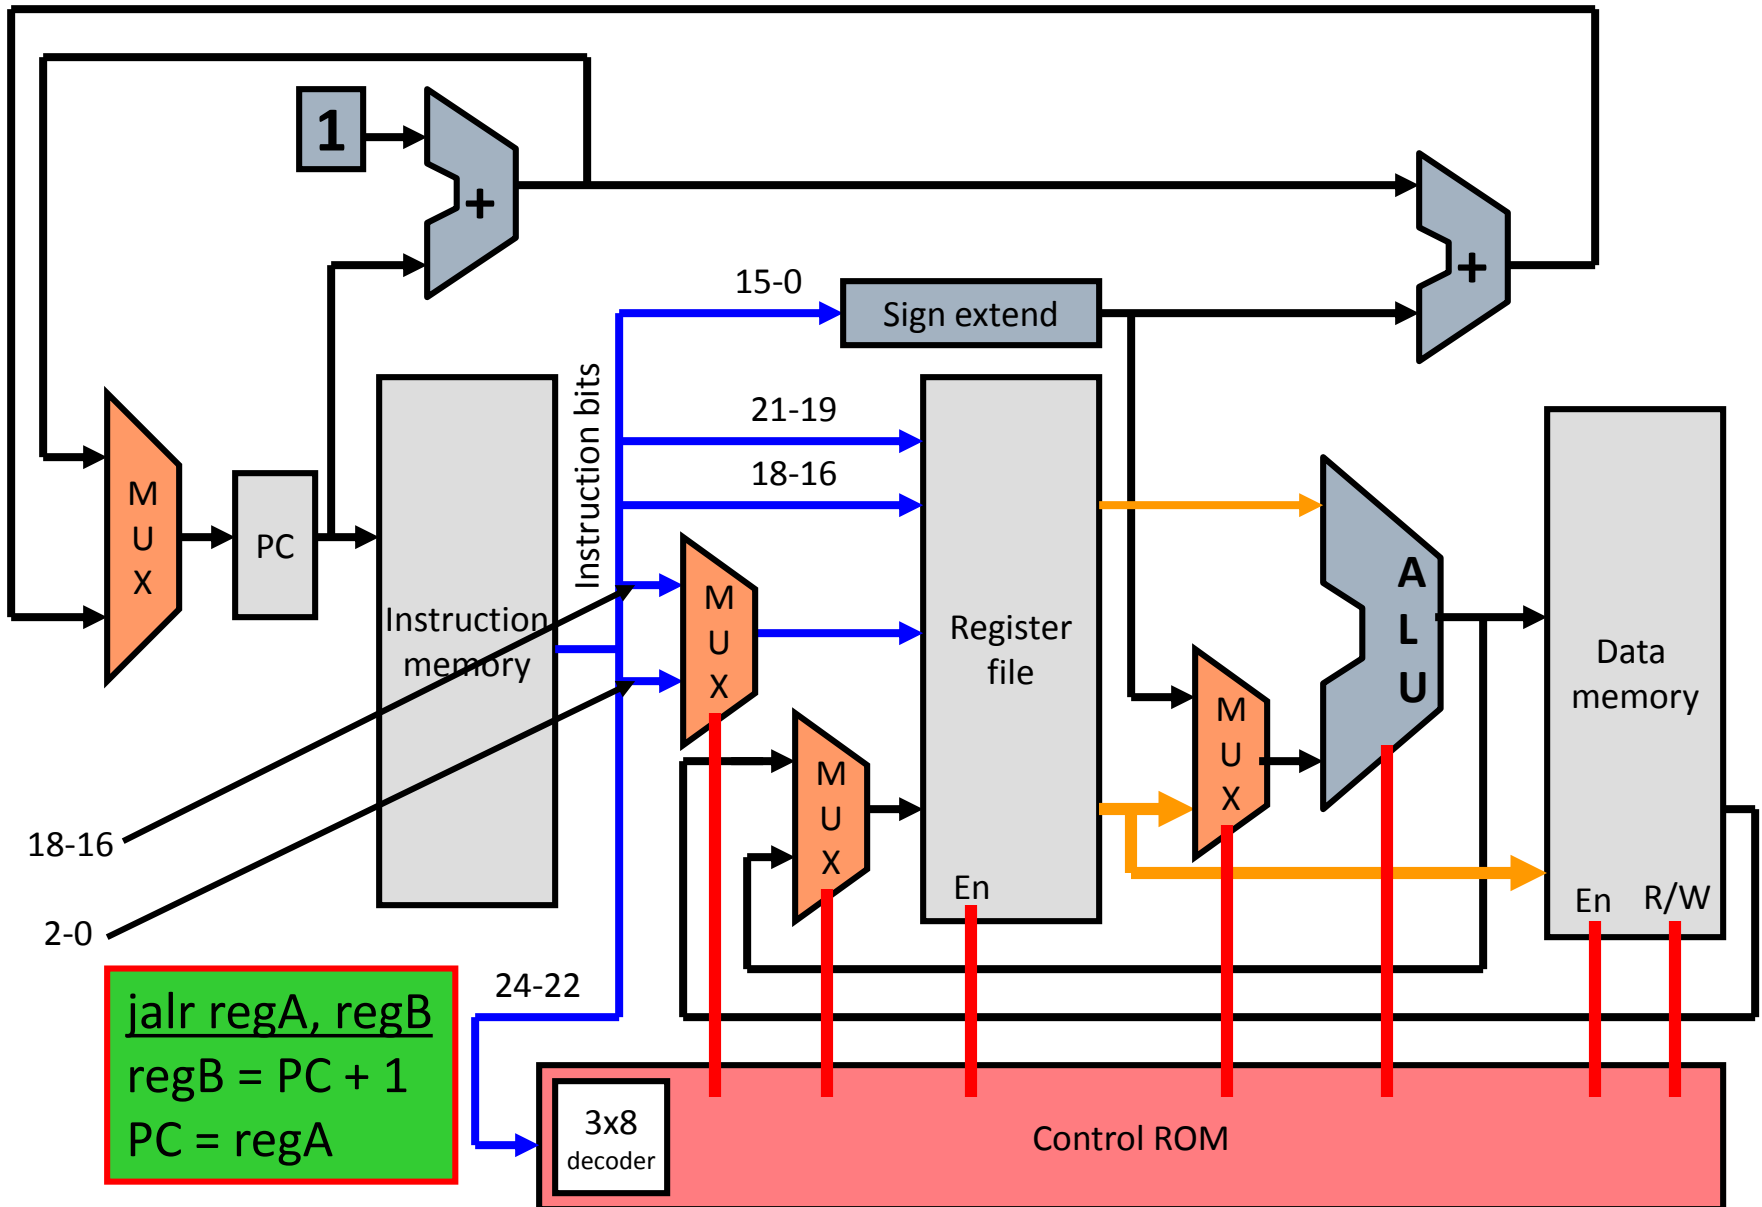 1
+
+
15-0
Sign extend
Instruction bits
21-19
18-16
M
U
X
PC
Instruction
memory
M
U
X
Register
file
En
M
U
X
M
U
X
A
L
U
Data
memory
En
R/W
18-16
2-0
24-22
jalr regA, regB
regB = PC + 1
PC = regA
3x8
decoder
Control ROM